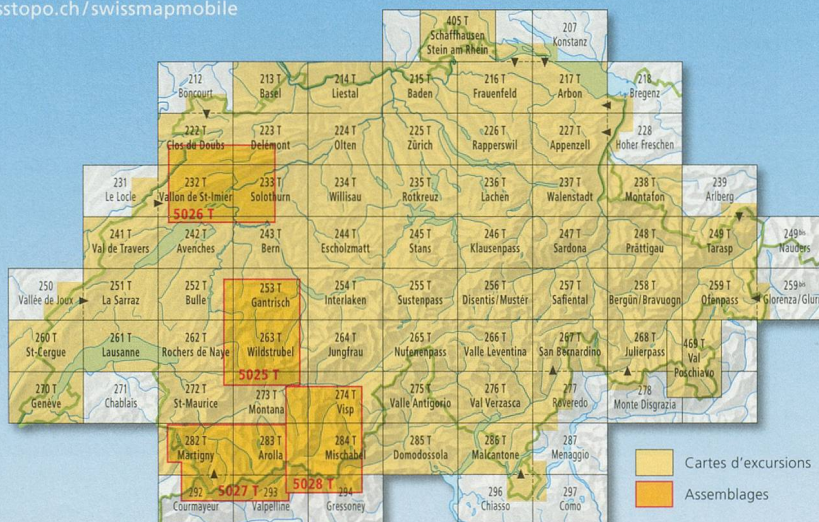 sstopo.ch/swissmapmobile
405 T
Schaffhausen
Stein am Rhein
207
Konstanz
212
Boncourt
213 T
Basel
214 T
Liestal
215 T
Baden
216 T
Frauenfeld
217 T
Arbon
218
Bregenz
222 T
Clos du Doubs
223 T
Delémont
224 T
Olten
225 T
Zürich
226 T
Rapperswil
227 T
Appenzell
228
Hoher Freschen
231
Le Locle
232 T
Vallon de St-Imier
233 T
Solothurn
234 T
Willisau
235 T
Rotkreuz
236 T
Lachen
237 T
Walenstadt
238 T
Montafon
239
Arlberg
5026 T
241 T
Val de Travers
242 T
Avenches
243 T
Bern
244 T
Escholzmatt
245 T
Stans
246 T
Klausenpass
247 T
Sardona
248 T
Prättigau
249 T
Tarasp
249bis
Nauders
250
Vallée de Joux
251 T
La Sarraz
252 T
Bulle
253 T
Gantrisch
254 T
Interlaken
255 T
Sustenpass
256 T
Disentis/Mustér
257 T
Safiental
258 T
Bergün/Bravuogn
259 T
Ofenpass
259bis
Glorenza/Glur
260 T
St-Cergue
261 T
Lausanne
262 T
Rochers de Naye
263 T
Wildstrubel
264 T
Jungfrau
265 T
Nufenenpass
266 T
Valle Leventina
267 T
San Bernardino
268 T
Julierpass
469 T
Val
Poschiavo
5025 T
270 T
Genève
271
Chablais
272 T
St-Maurice
273 T
Montana
274 T
Visp
275 T
Valle Antigorio
276 T
Val Verzasca
277
Roveredo
278
Monte Disgrazia
282 T
Martigny
283 T
Arolla
284 T
Mischabel
285 T
Domodossola
286 T
Malcantone
287
Menaggio
5027 T
5028 T
292
Courmayeur
293
Valpelline
294
Gressoney
296
Chiasso
297
Como
Cartes d'excursions
Assemblages